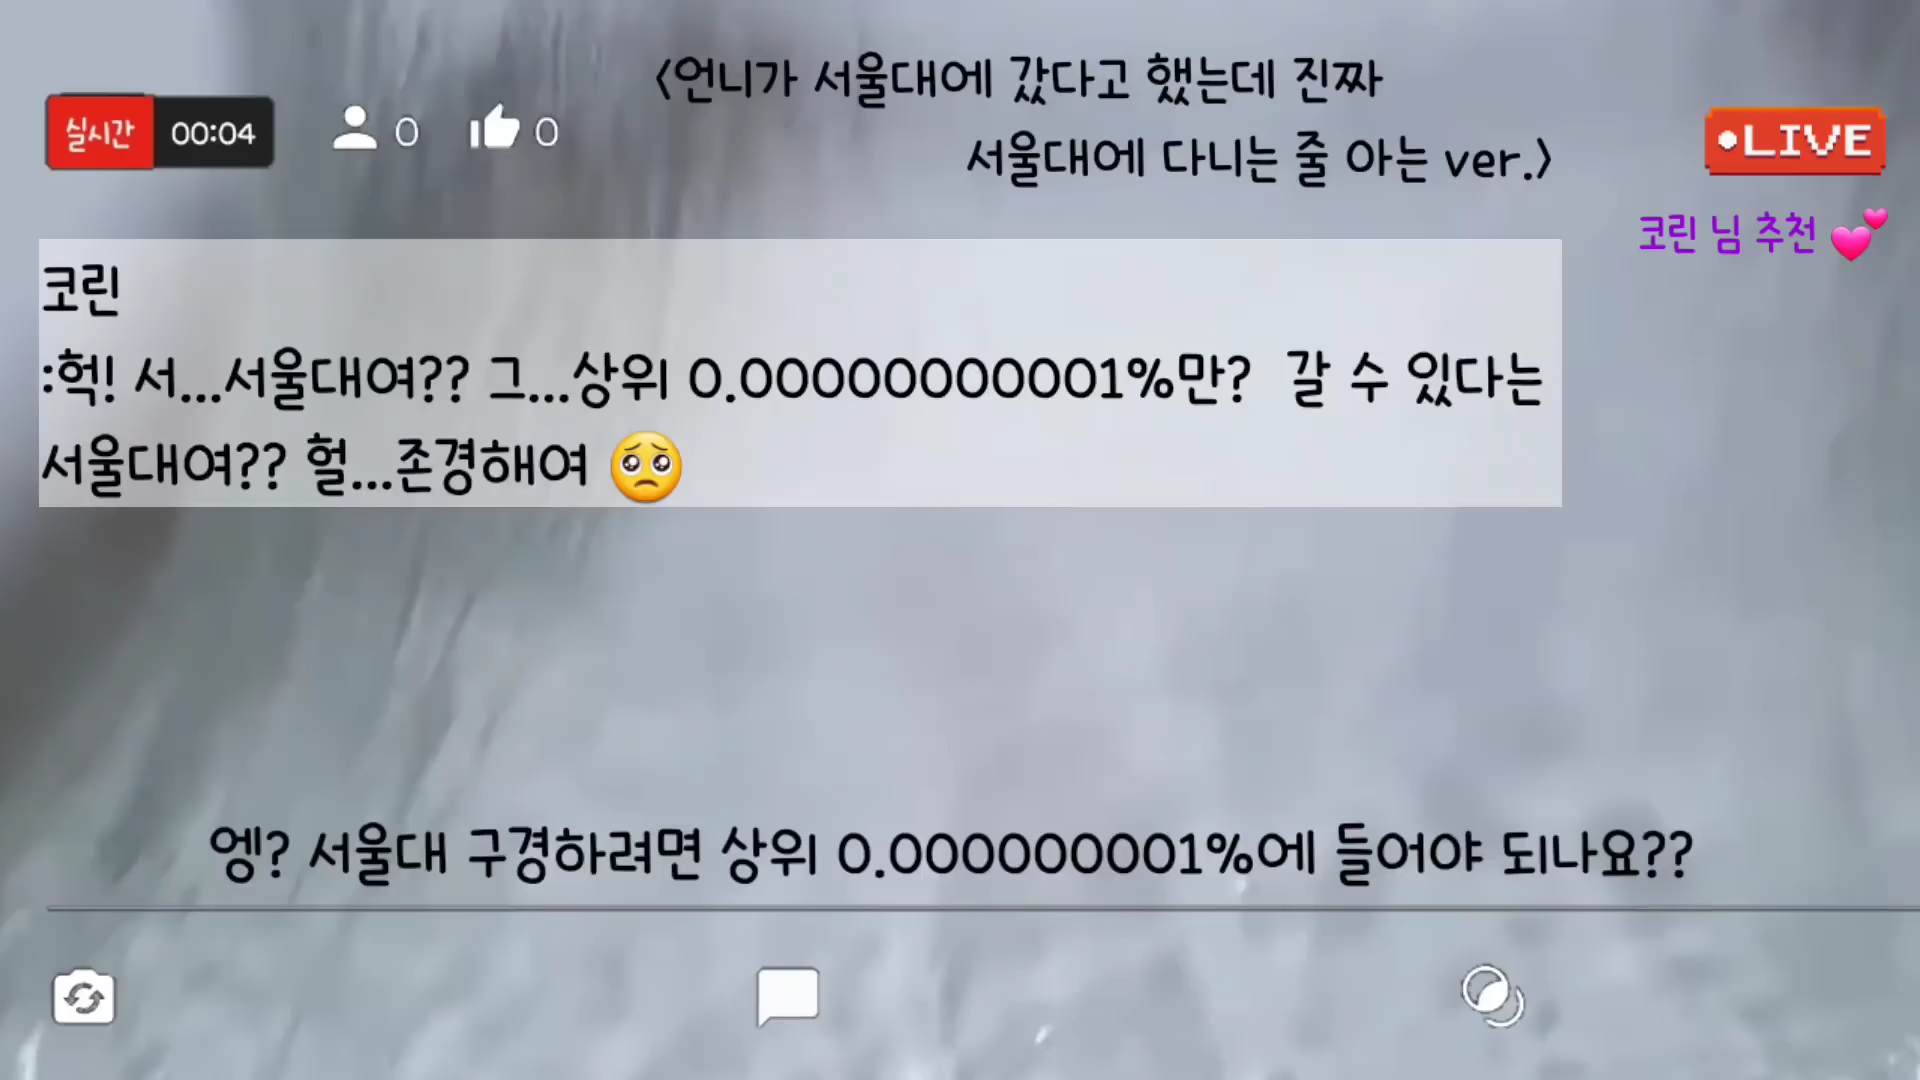 <언니가 서울대에 갔다고 했는데 진짜
서울대에 다니는 줄 아는 ver.>
실시간 00:04 0 0
●LIVE
코린 님 추천 💕
코린
:헉! 서...서울대여?? 그...상위 0.00000000001%만? 갈 수 있다는
서울대여?? 헐...존경해여 🥺
엥? 서울대 구경하려면 상위 0.000000001%에 들어야 되나요??